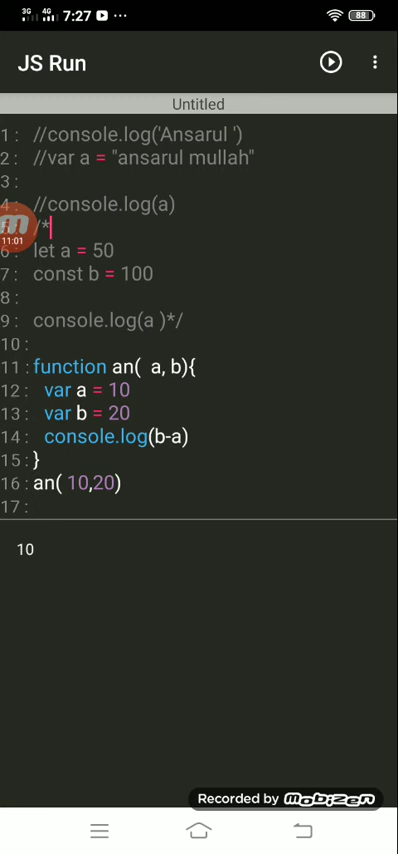 3G 4G 7:27 ... 88
JS Run
Untitled
1: //console.log('Ansarul ')
2: //var a = "ansarul mullah"
3:
4: //console.log(a)
5: /*
11:01
6: let a = 50
7: const b = 100
8:
9: console.log(a )*/
10:
11: function an(  a, b){
12:   var a = 10
13:   var b = 20
14:   console.log(b-a)
15: }
16: an( 10,20)
17:
10
Recorded by mobizen